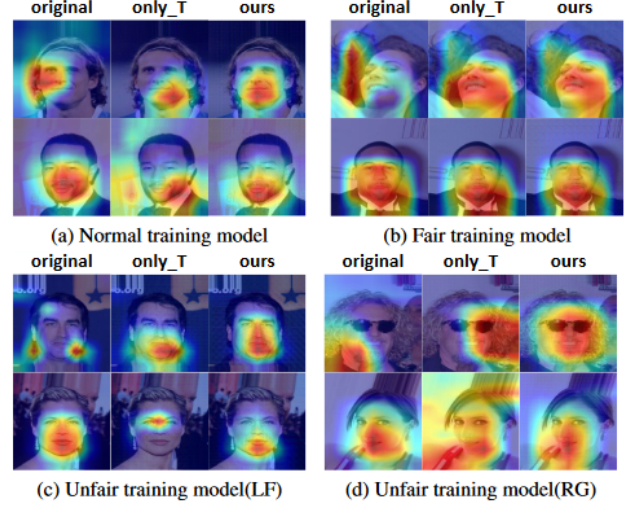 original only_T ours original only_T ours
(a) Normal training model (b) Fair training model
original only_T ours original only_T ours
(c) Unfair training model(LF) (d) Unfair training model(RG)